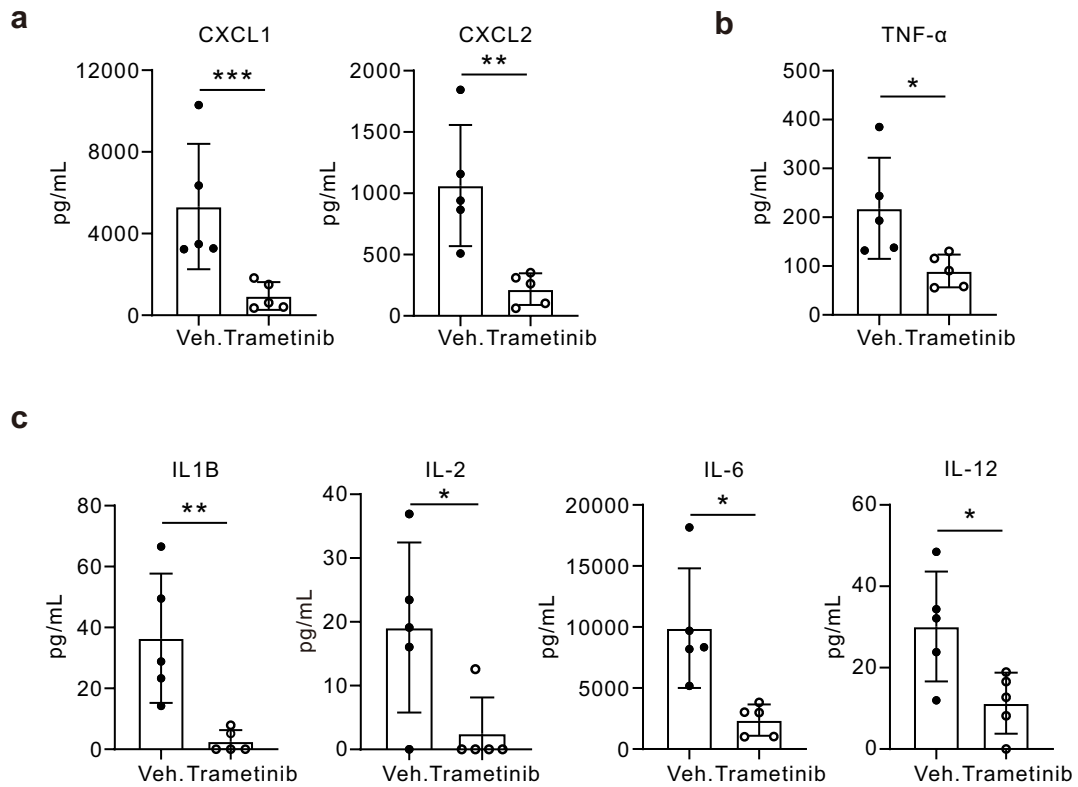 a
b
CXCL1
CXCL2
TNF-α
12000
8000
4000
0
pg/mL
***
Veh.
Trametinib
2000
1500
1000
500
0
pg/mL
**
Veh.
Trametinib
500
400
300
200
100
0
pg/mL
*
Veh.
Trametinib
c
IL1B
IL-2
IL-6
IL-12
80
60
40
20
0
pg/mL
**
Veh.
Trametinib
40
30
20
10
0
pg/mL
*
Veh.
Trametinib
20000
15000
10000
5000
0
pg/mL
*
Veh.
Trametinib
60
40
20
0
pg/mL
*
Veh.
Trametinib